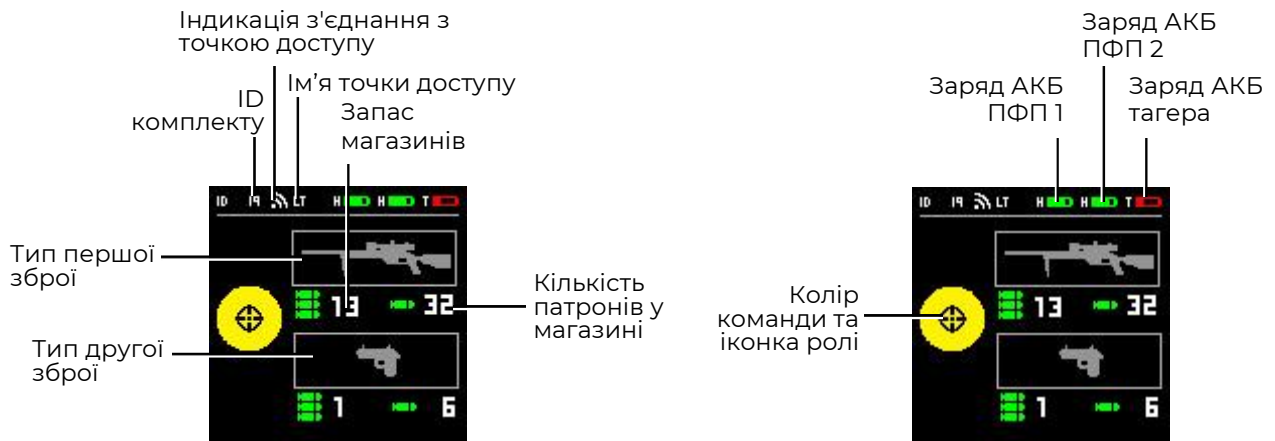 Індикація з'єднання з
точкою доступу
Ім’я точки доступу
ID
комплекту
Запас
магазинів
ID 19 LT H H T
Тип першої
зброї
13 32
Кількість
патронів у
магазині
Тип другої
зброї
1 6
Заряд АКБ
ПФП 2
Заряд АКБ
ПФП 1
Заряд АКБ
тагера
ID 19 LT H H T
13 32
Колір
команди та
іконка ролі
1 6